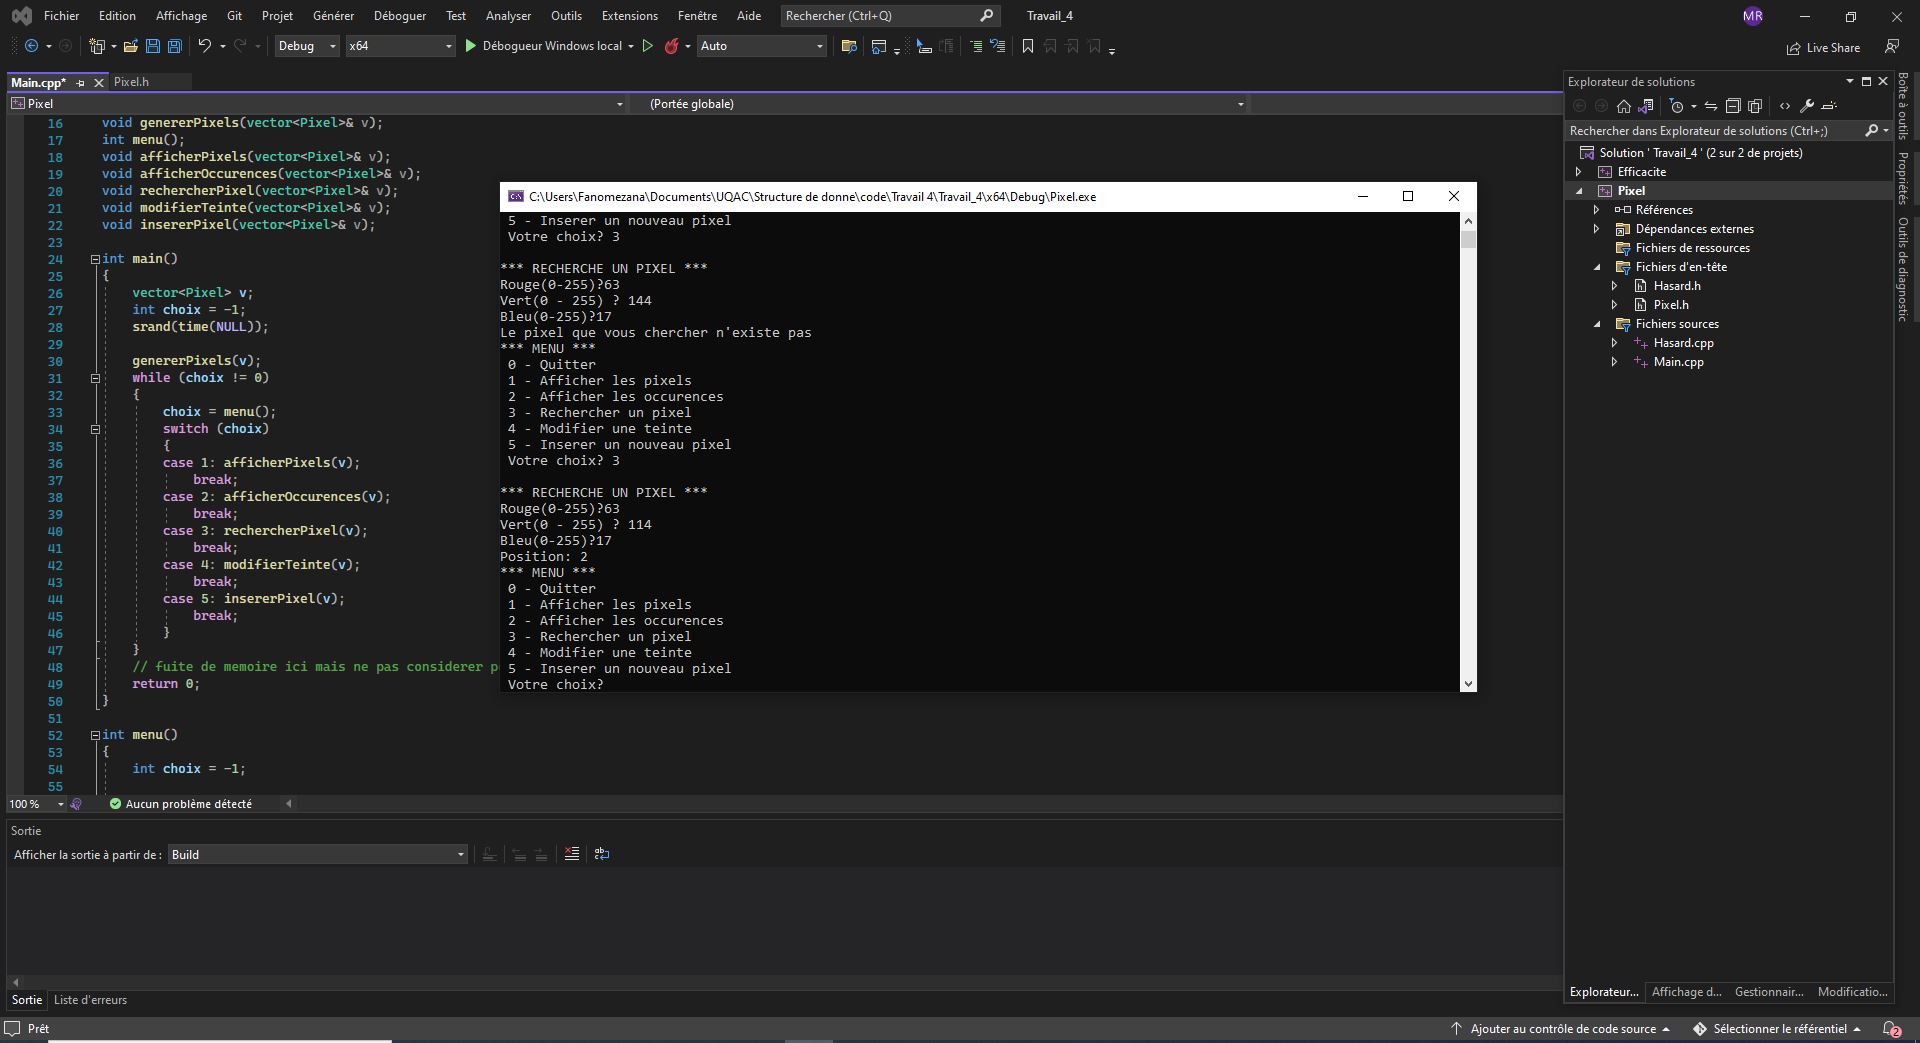 Fichier Edition Affichage Git Projet Générer Déboguer Test Analyser Outils Extensions Fenêtre Aide Rechercher (Ctrl+Q) Travail_4 MR
Debug x64 Débogueur Windows local Auto Live Share
Main.cpp* Pixel.h
Pixel (Portée globale)
16 void genererPixels(vector<Pixel>& v);
17 int menu();
18 void afficherPixels(vector<Pixel>& v);
19 void afficherOccurences(vector<Pixel>& v);
20 void rechercherPixel(vector<Pixel>& v);
21 void modifierTeinte(vector<Pixel>& v);
22 void insererPixel(vector<Pixel>& v);
23
24 int main()
25 {
26 vector<Pixel> v;
27 int choix = -1;
28 srand(time(NULL));
29
30 genererPixels(v);
31 while (choix != 0)
32 {
33 choix = menu();
34 switch (choix)
35 {
36 case 1: afficherPixels(v);
37 break;
38 case 2: afficherOccurences(v);
39 break;
40 case 3: rechercherPixel(v);
41 break;
42 case 4: modifierTeinte(v);
43 break;
44 case 5: insererPixel(v);
45 break;
46 }
47 }
48 // fuite de memoire ici mais ne pas considerer p
49 return 0;
50 }
51
52 int menu()
53 {
54 int choix = -1;
55
100 % Aucun problème détecté
C:\Users\Fanomezana\Documents\UQAC\Structure de donne\code\Travail 4\Travail_4\x64\Debug\Pixel.exe
5 - Inserer un nouveau pixel
Votre choix? 3
*** RECHERCHE UN PIXEL ***
Rouge(0-255)?63
Vert(0 - 255) ? 144
Bleu(0-255)?17
Le pixel que vous chercher n'existe pas
*** MENU ***
0 - Quitter
1 - Afficher les pixels
2 - Afficher les occurences
3 - Rechercher un pixel
4 - Modifier une teinte
5 - Inserer un nouveau pixel
Votre choix? 3
*** RECHERCHE UN PIXEL ***
Rouge(0-255)?63
Vert(0 - 255) ? 114
Bleu(0-255)?17
Position: 2
*** MENU ***
0 - Quitter
1 - Afficher les pixels
2 - Afficher les occurences
3 - Rechercher un pixel
4 - Modifier une teinte
5 - Inserer un nouveau pixel
Votre choix?
Sortie
Afficher la sortie à partir de : Build
Sortie Liste d'erreurs
Explorateur de solutions
Rechercher dans Explorateur de solutions (Ctrl+;)
Solution ' Travail_4 ' (2 sur 2 de projets)
Efficacite
Pixel
Références
Dépendances externes
Fichiers de ressources
Fichiers d'en-tête
Hasard.h
Pixel.h
Fichiers sources
Hasard.cpp
Main.cpp
Explorateur... Affichage d... Gestionnair... Modificatio...
Boîte à outils
Propriétés
Outils de diagnostic
Prêt Ajouter au contrôle de code source Sélectionner le référentiel 2